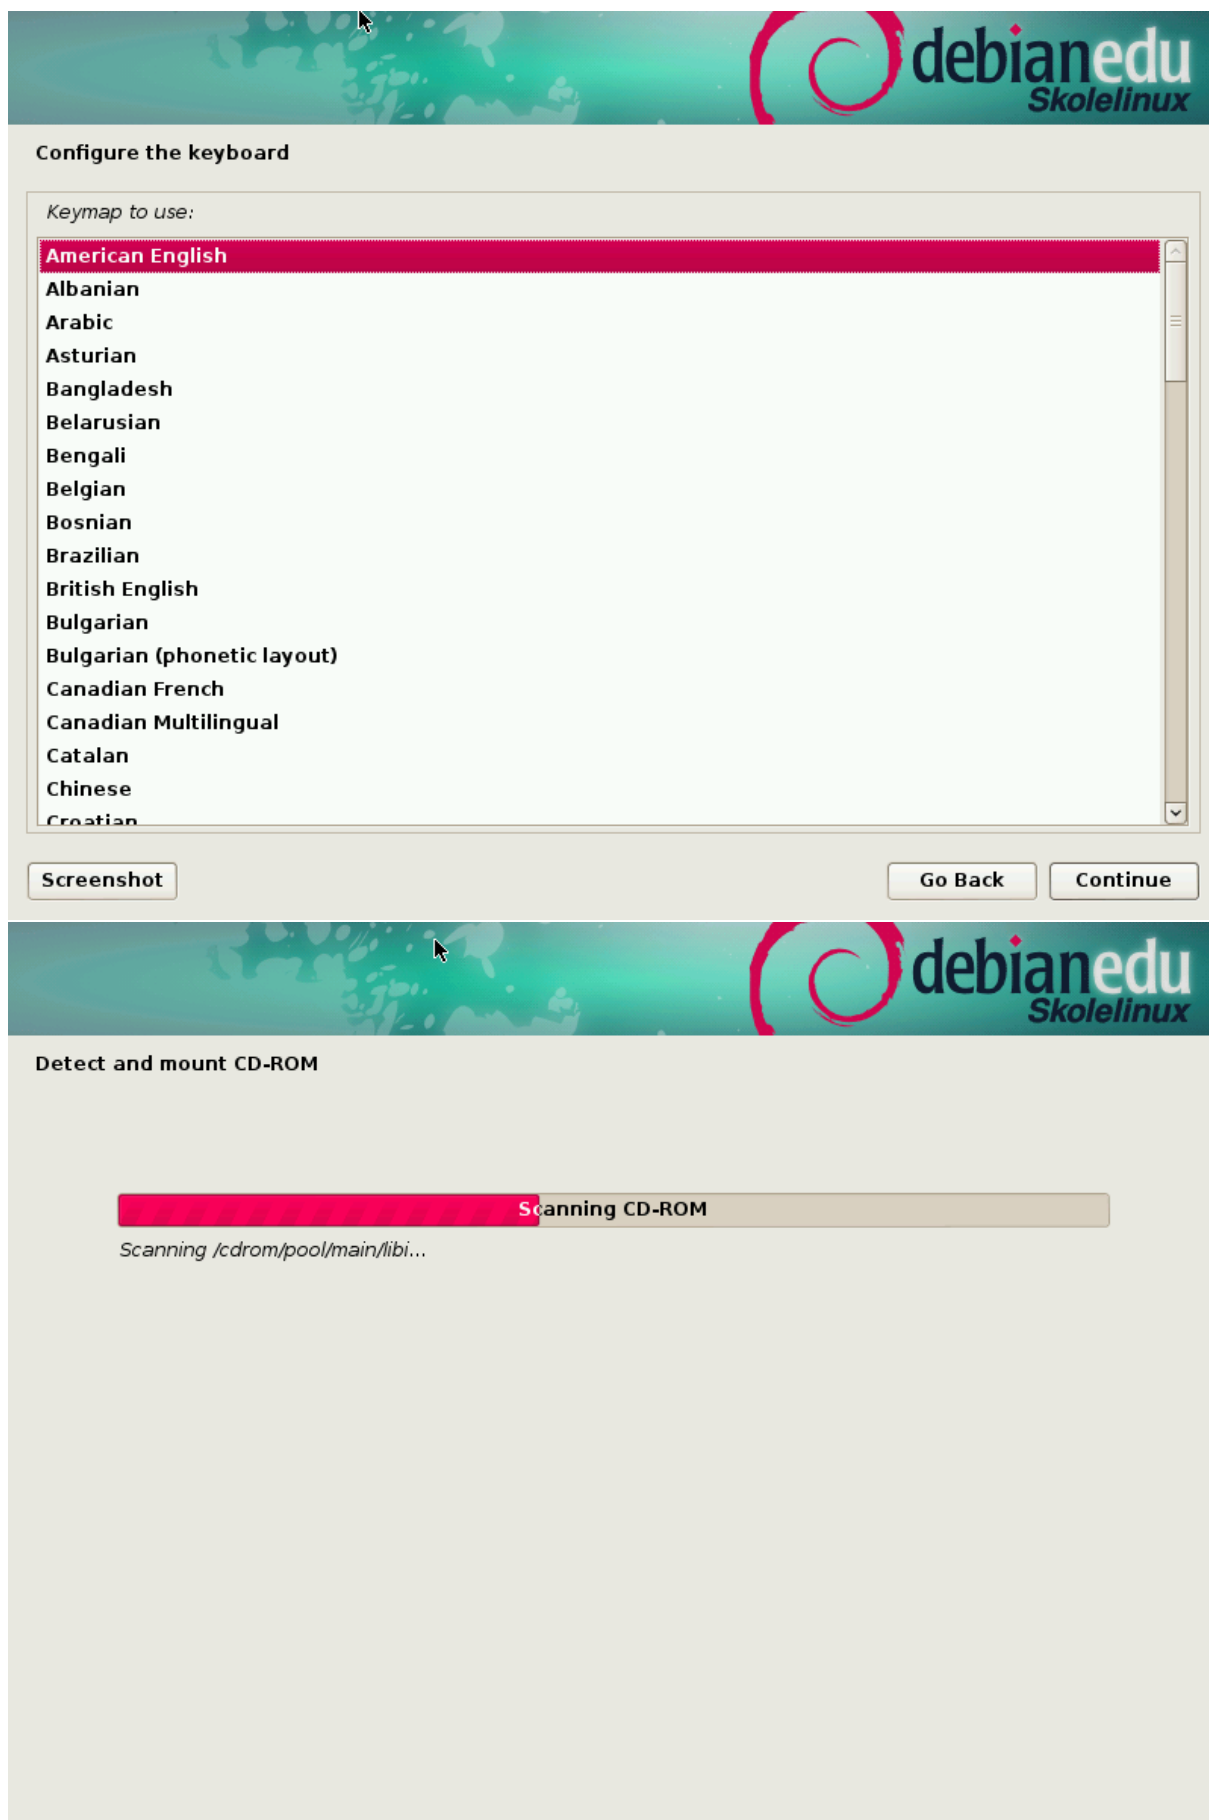 debianedu
Skolelinux
Configure the keyboard
Keymap to use:
American English
Albanian
Arabic
Asturian
Bangladesh
Belarusian
Bengali
Belgian
Bosnian
Brazilian
British English
Bulgarian
Bulgarian (phonetic layout)
Canadian French
Canadian Multilingual
Catalan
Chinese
Croatian
Screenshot Go Back Continue
debianedu
Skolelinux
Detect and mount CD-ROM
Scanning CD-ROM
Scanning /cdrom/pool/main/libi...